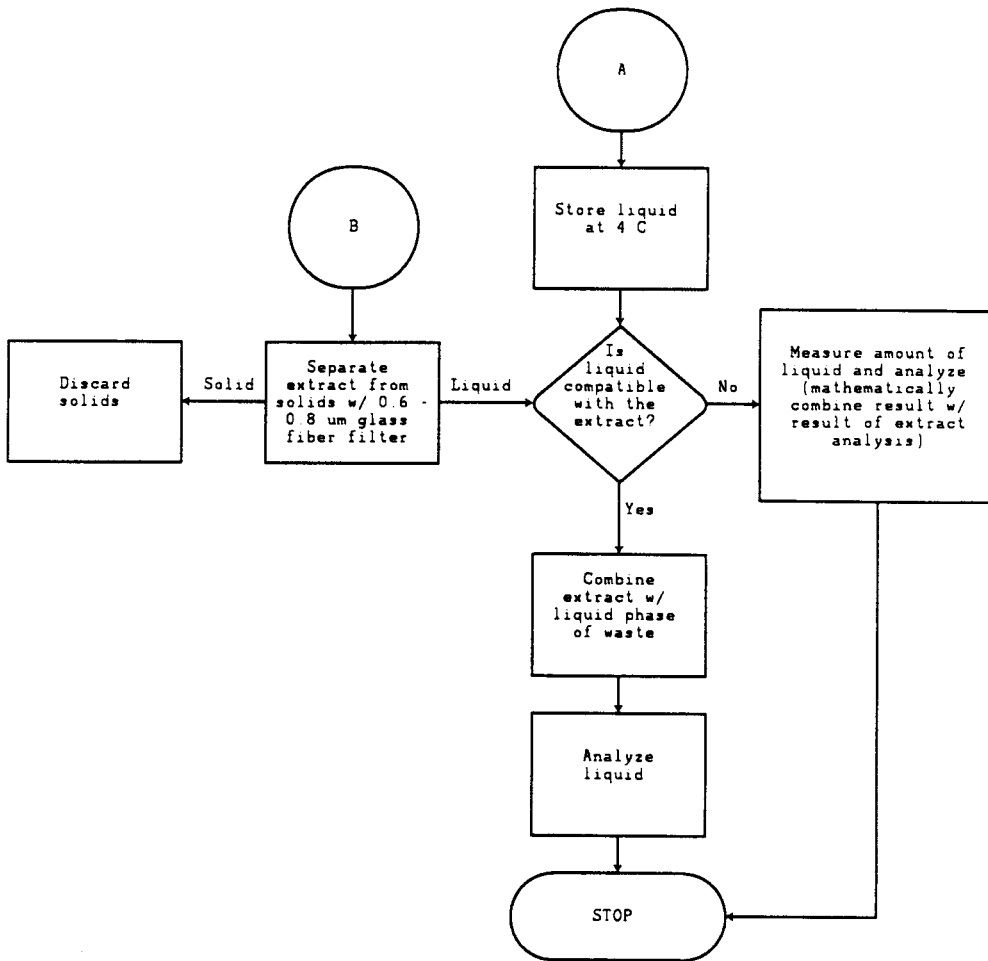 A
Store liquid
at 4 C
B
Discard
solids
Solid
Separate
extract from
solids w/ 0.6 -
0.8 um glass
fiber filter
Liquid
Is
liquid
compatible
with the
extract?
No
Measure amount of
liquid and analyze
(mathematically
combine result w/
result of extract
analysis)
Yes
Combine
extract w/
liquid phase
of waste
Analyze
liquid
STOP